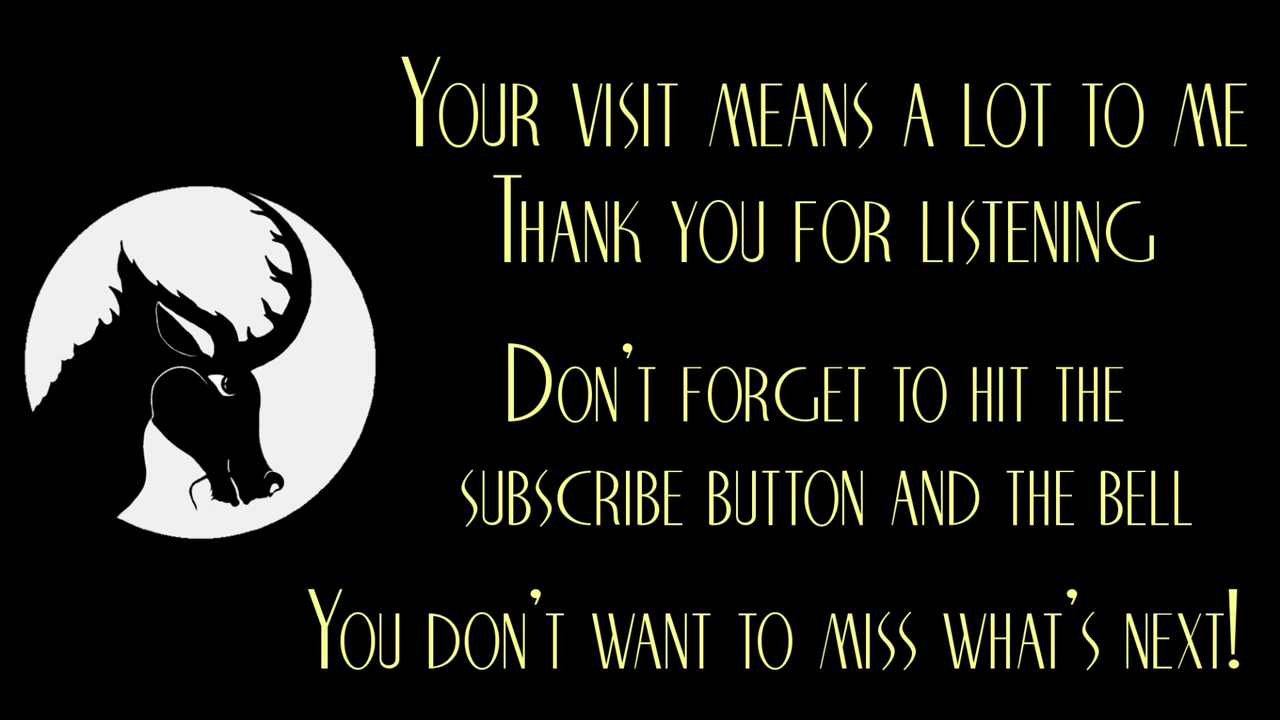 Your visit means a lot to me
Thank you for listening
Don't forget to hit the
subscribe button and the bell
You don't want to miss what's next!